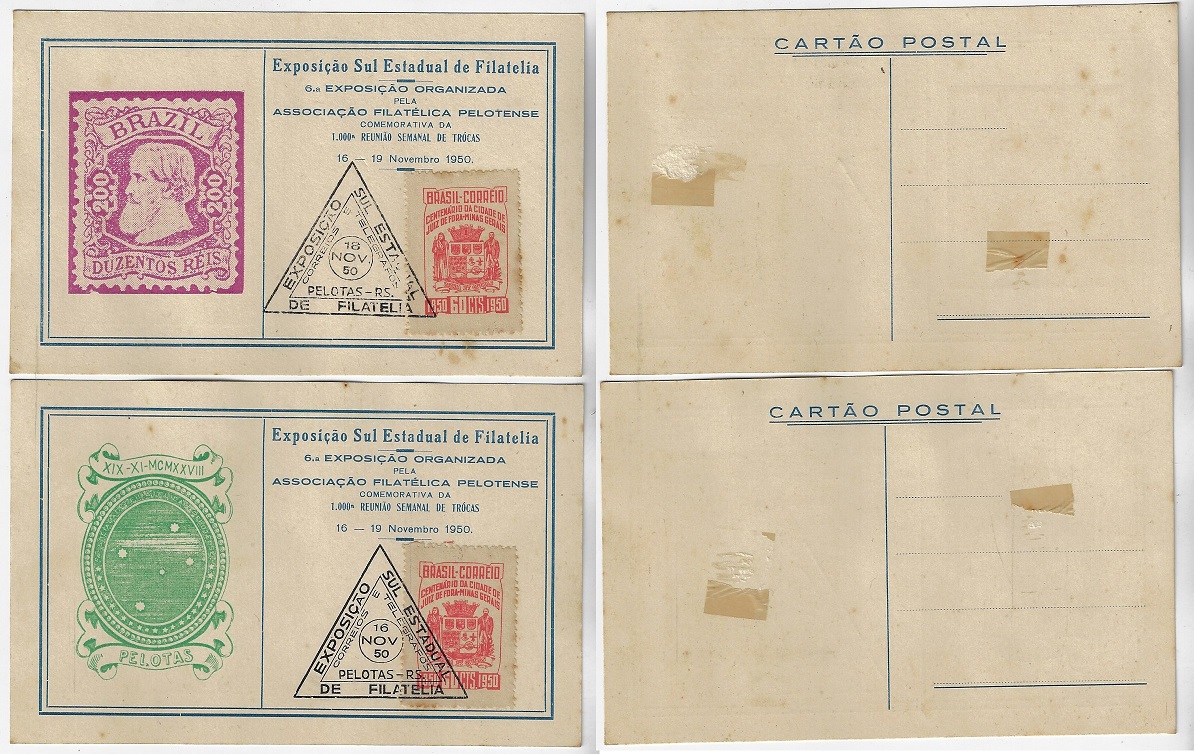 BRAZIL
200 200
DUZENTOS RÉIS
Exposição Sul Estadual de Filatelia
6.a EXPOSIÇÃO ORGANIZADA
PELA
ASSOCIAÇÃO FILATÉLICA PELOTENSE
COMEMORATIVA DA
1.000ª REUNIÃO SEMANAL DE TRÓCAS
16 — 19 Novembro 1950.
EXPOSIÇÃO SUL ESTADUAL
CORREIOS E TELEGRAFOS
18
NOV
50
PELOTAS-RS.
DE FILATELIA
BRASIL-CORREIO
CENTENÁRIO DA CIDADE DE
JUIZ DE FORA-MINAS GERAIS
1950 60 CTS. 1950
CARTÃO POSTAL
XIX-XI-MCMXXVIII
PELOTAS
Exposição Sul Estadual de Filatelia
6.a EXPOSIÇÃO ORGANIZADA
PELA
ASSOCIAÇÃO FILATÉLICA PELOTENSE
COMEMORATIVA DA
1.000ª REUNIÃO SEMANAL DE TRÓCAS
16 — 19 Novembro 1950.
EXPOSIÇÃO SUL ESTADUAL
CORREIOS E TELEGRAFOS
16
NOV
50
PELOTAS-RS.
DE FILATELIA
BRASIL-CORREIO
CENTENÁRIO DA CIDADE DE
JUIZ DE FORA-MINAS GERAIS
1950 60 CTS. 1950
CARTÃO POSTAL